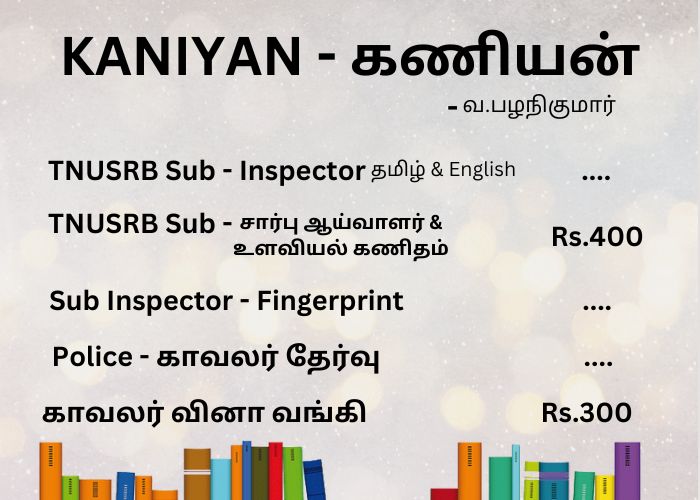 KANIYAN - கணியன்
- வ.பழநிகுமார்
TNUSRB Sub - Inspector தமிழ் & English ....
TNUSRB Sub - சார்பு ஆய்வாளர் &
உளவியல் கணிதம் Rs.400
Sub Inspector - Fingerprint ....
Police - காவலர் தேர்வு ....
காவலர் வினா வங்கி Rs.300